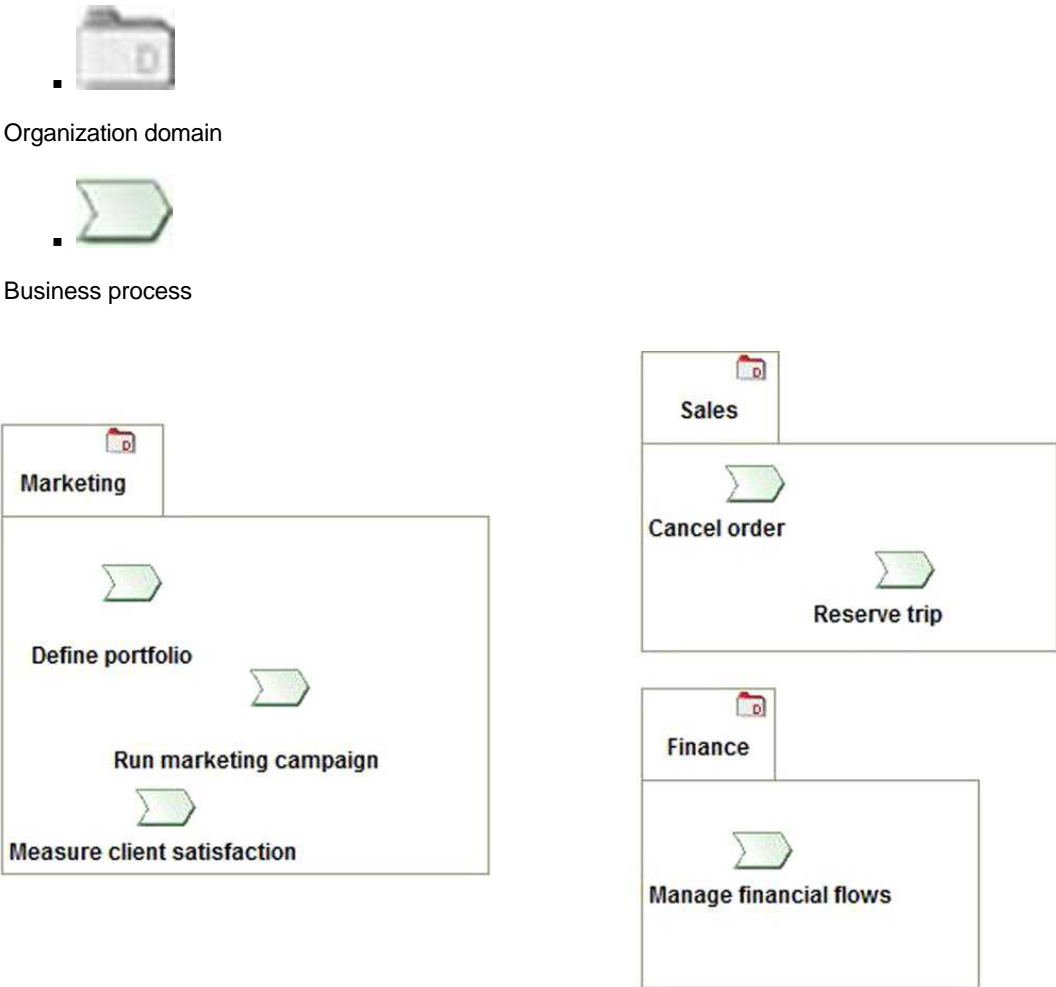 D
Organization domain
Business process
D
Marketing
Define portfolio
Run marketing campaign
Measure client satisfaction
D
Sales
Cancel order
Reserve trip
D
Finance
Manage financial flows